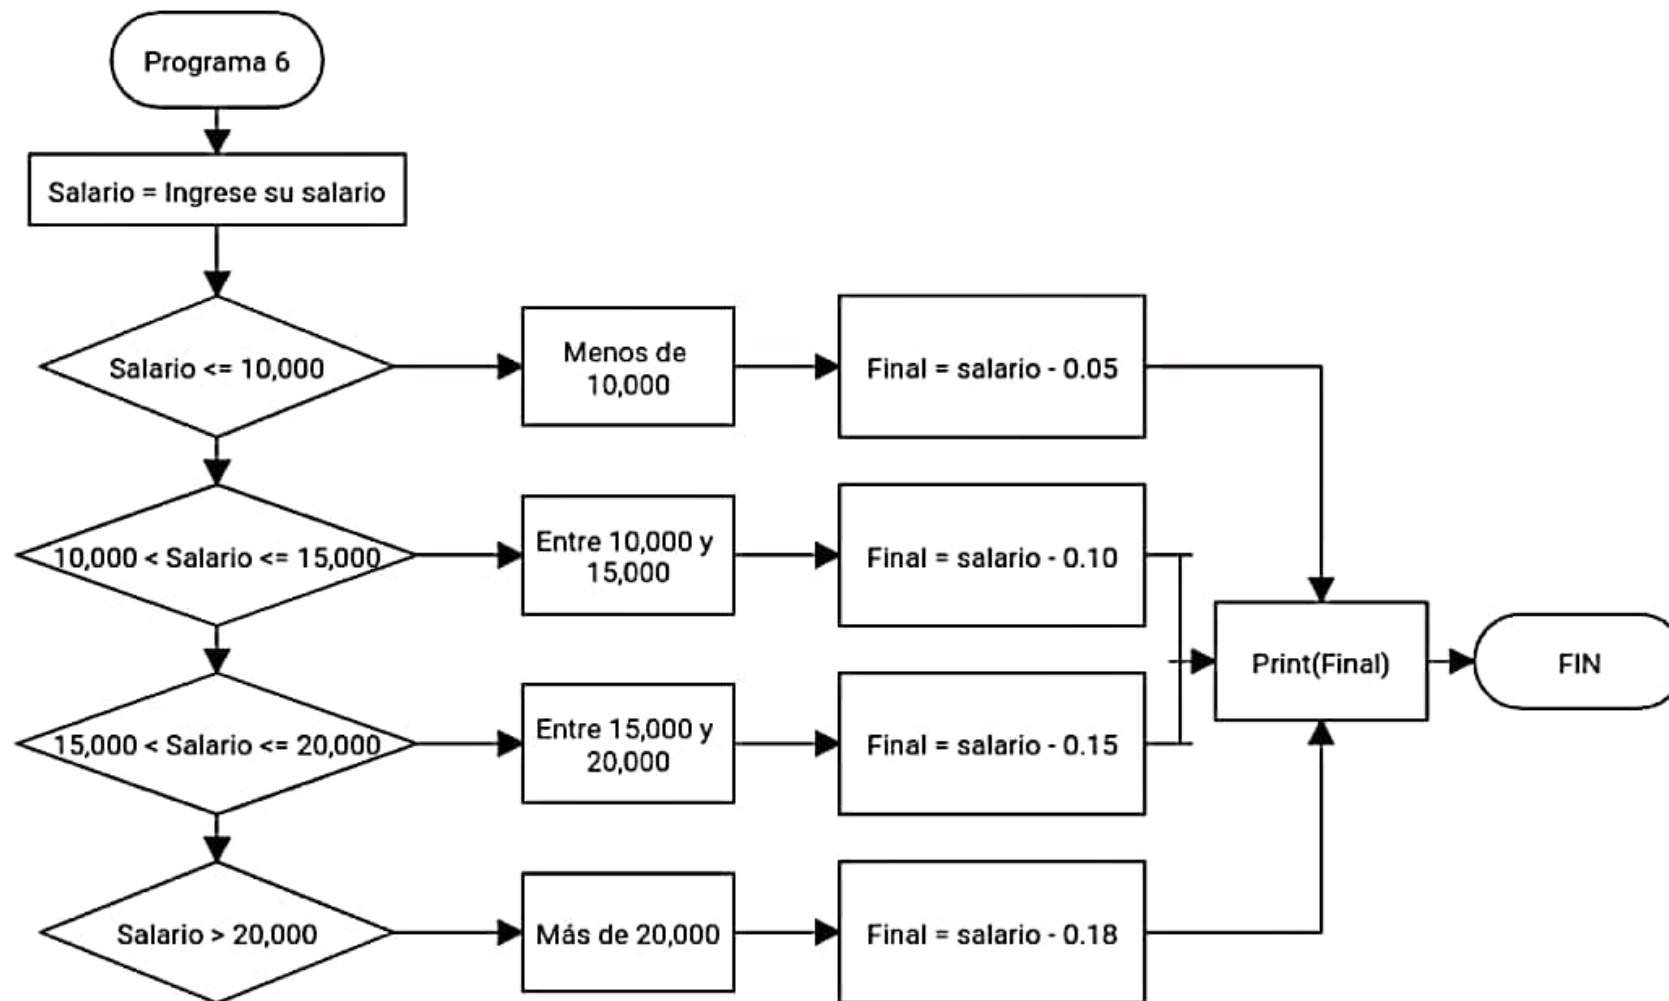 Programa 6
Salario = Ingrese su salario
Salario <= 10,000
Menos de
10,000
Final = salario - 0.05
10,000 < Salario <= 15,000
Entre 10,000 y
15,000
Final = salario - 0.10
15,000 < Salario <= 20,000
Entre 15,000 y
20,000
Final = salario - 0.15
Print(Final)
FIN
Salario > 20,000
Más de 20,000
Final = salario - 0.18